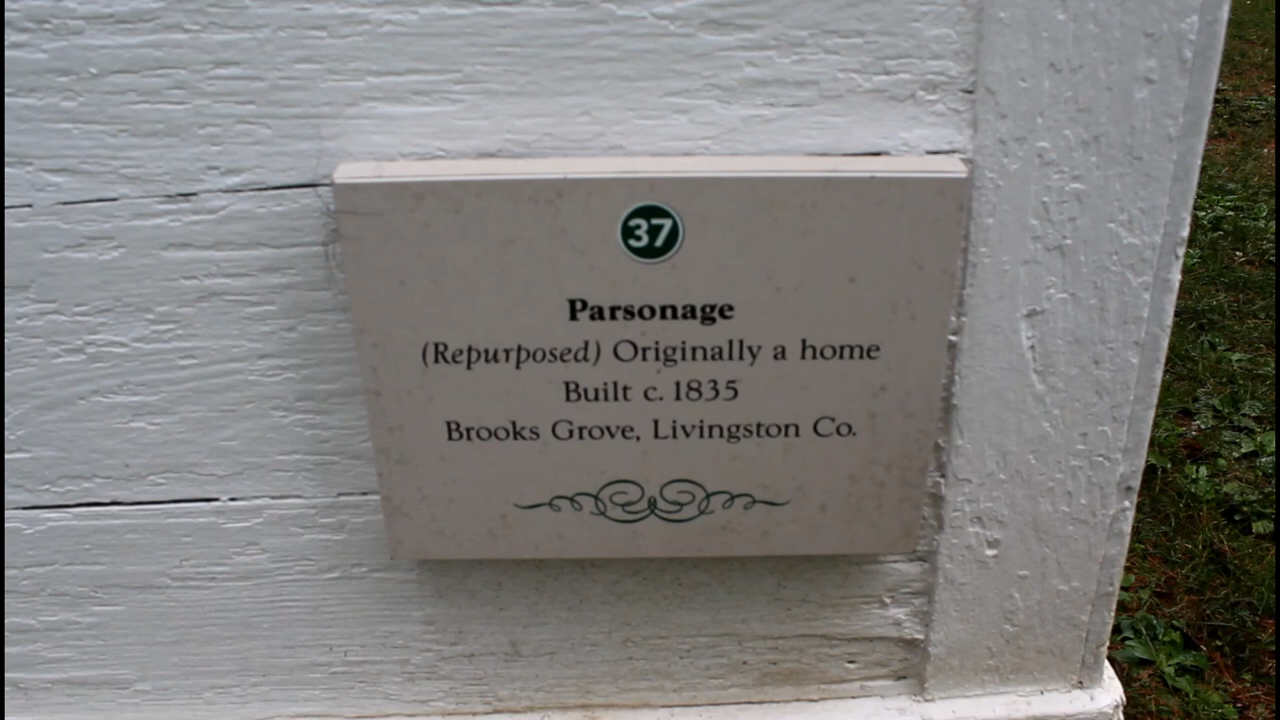 37
Parsonage
(Repurposed) Originally a home
Built c. 1835
Brooks Grove, Livingston Co.